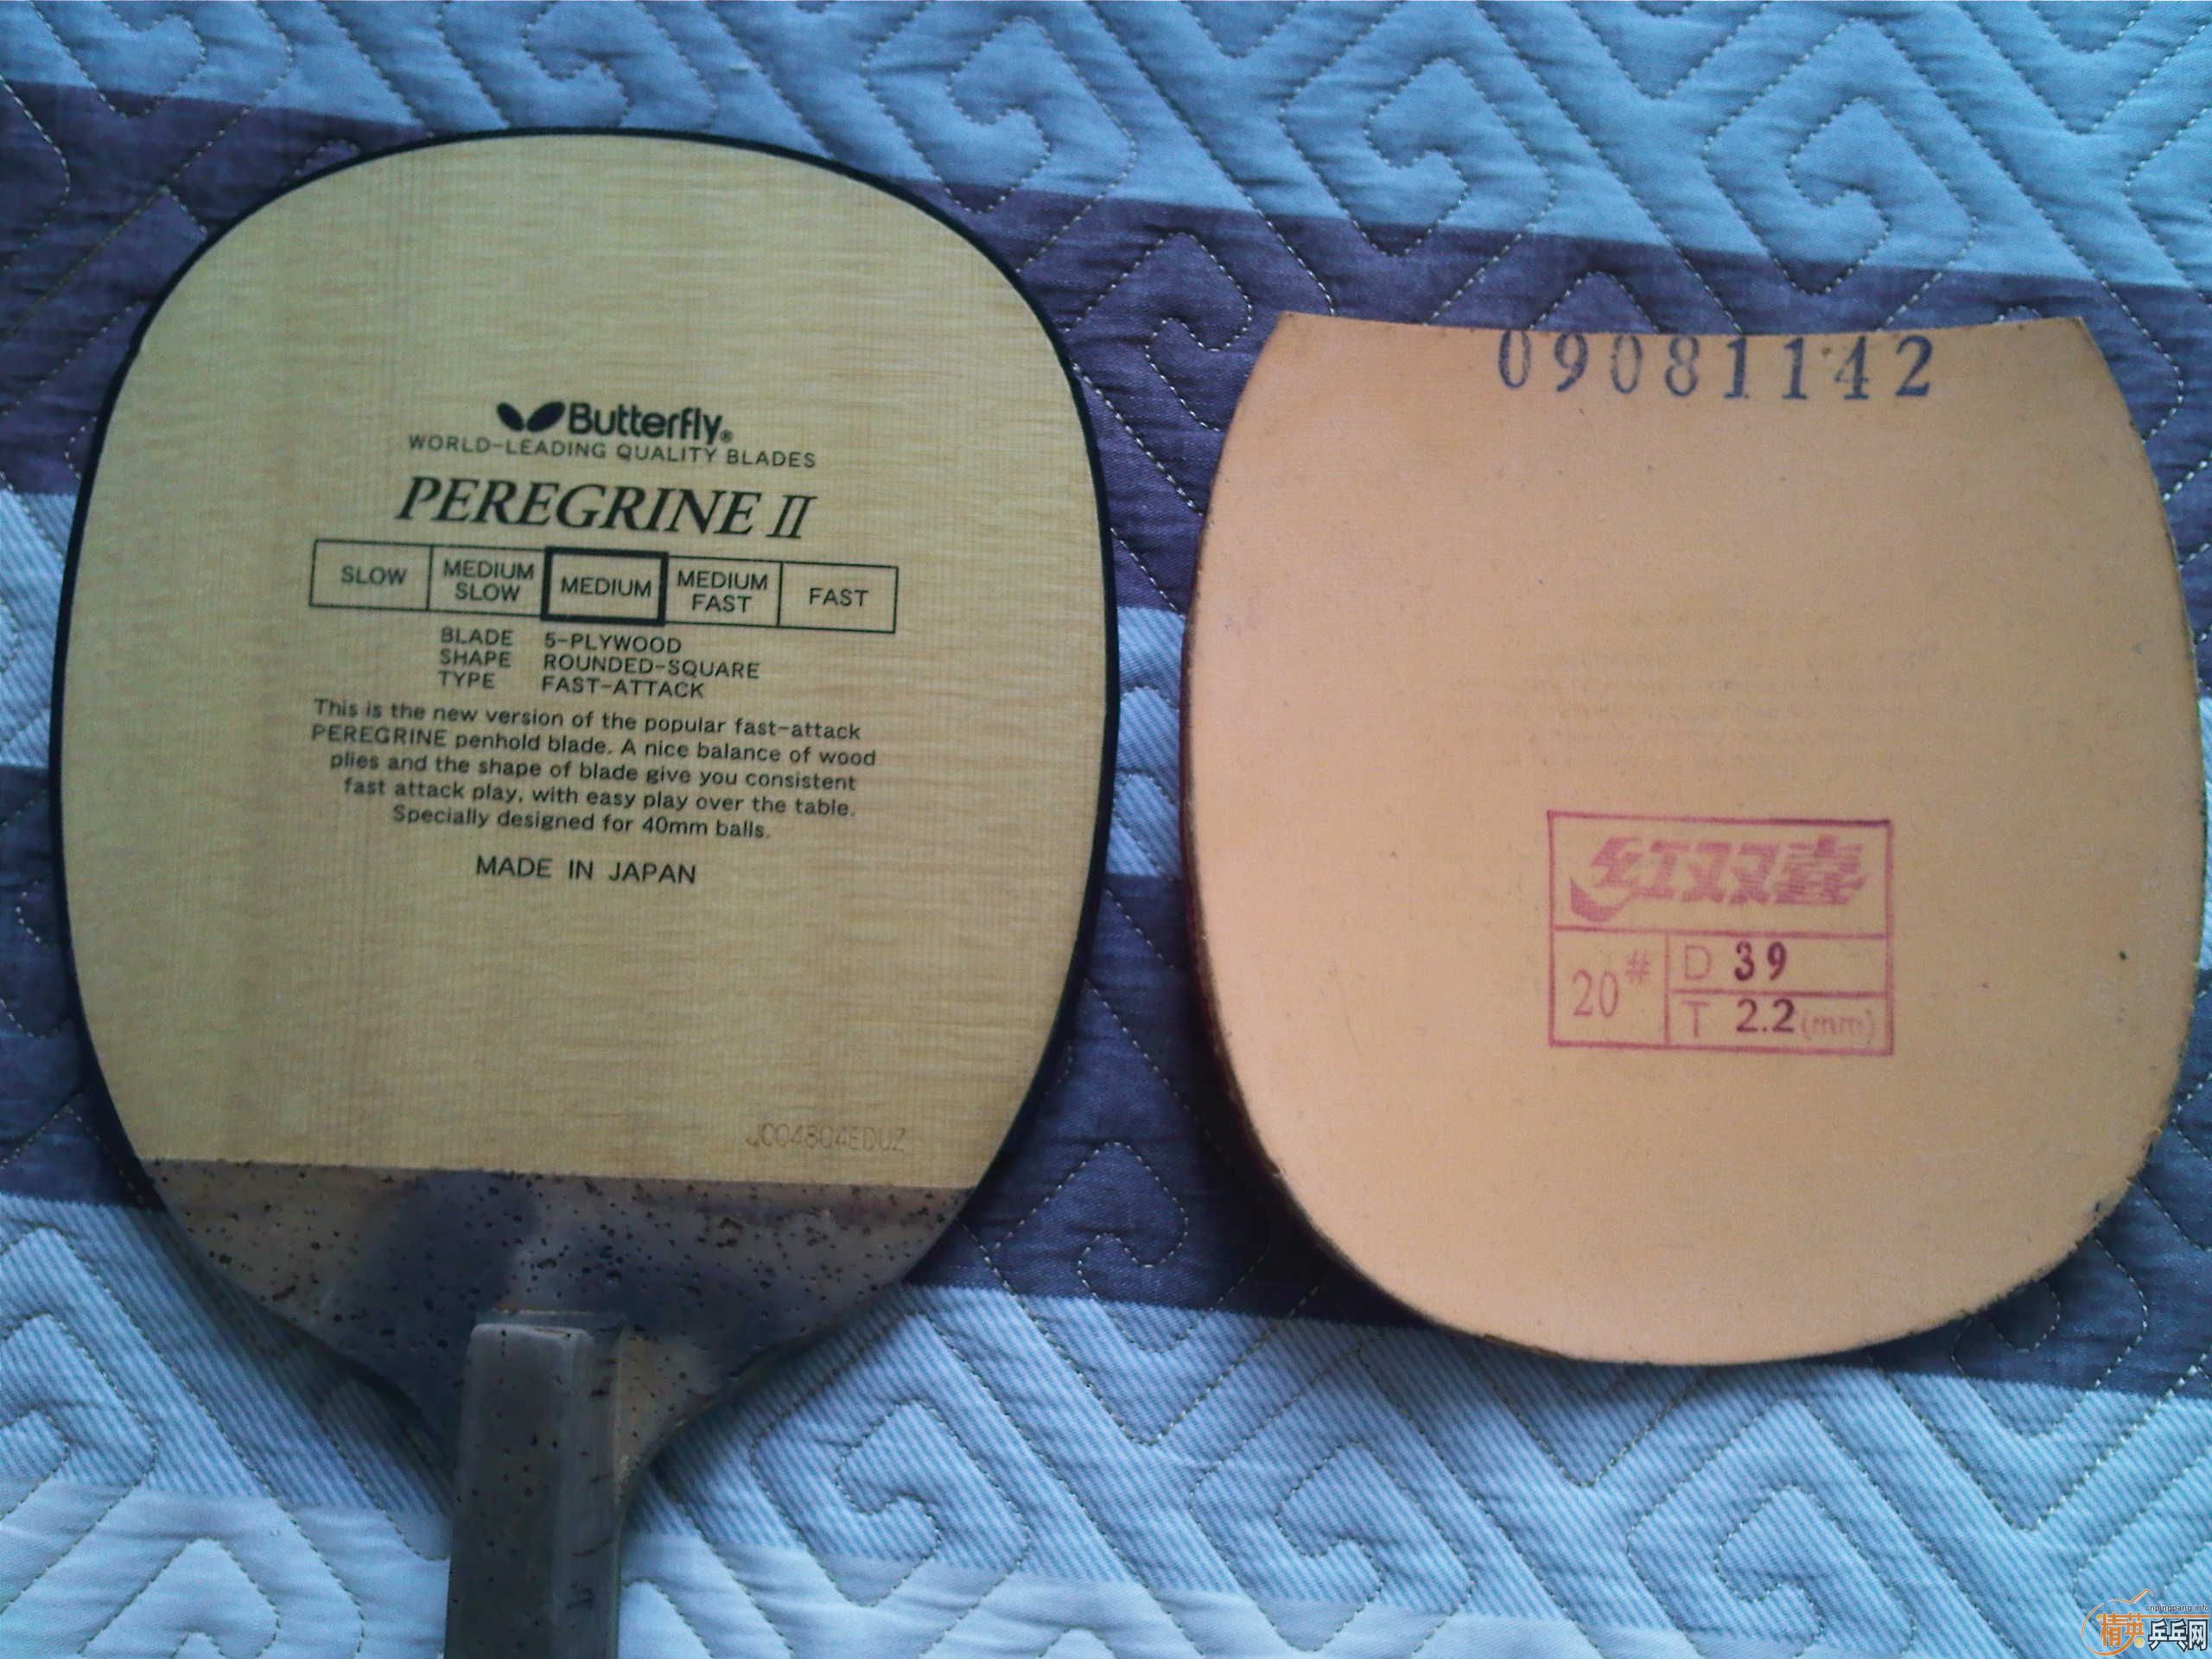 Butterfly®
WORLD-LEADING QUALITY BLADES
PEREGRINE II
SLOW
MEDIUM SLOW
MEDIUM
MEDIUM FAST
FAST
BLADE 5-PLYWOOD
SHAPE ROUNDED-SQUARE
TYPE FAST-ATTACK
This is the new version of the popular fast-attack
PEREGRINE penhold blade. A nice balance of wood
plies and the shape of blade give you consistent
fast attack play, with easy play over the table.
Specially designed for 40mm balls.
MADE IN JAPAN
09081142
红双喜
20#
D 39
T 2.2(mm)
cnpingpang.info
精英乒乓网